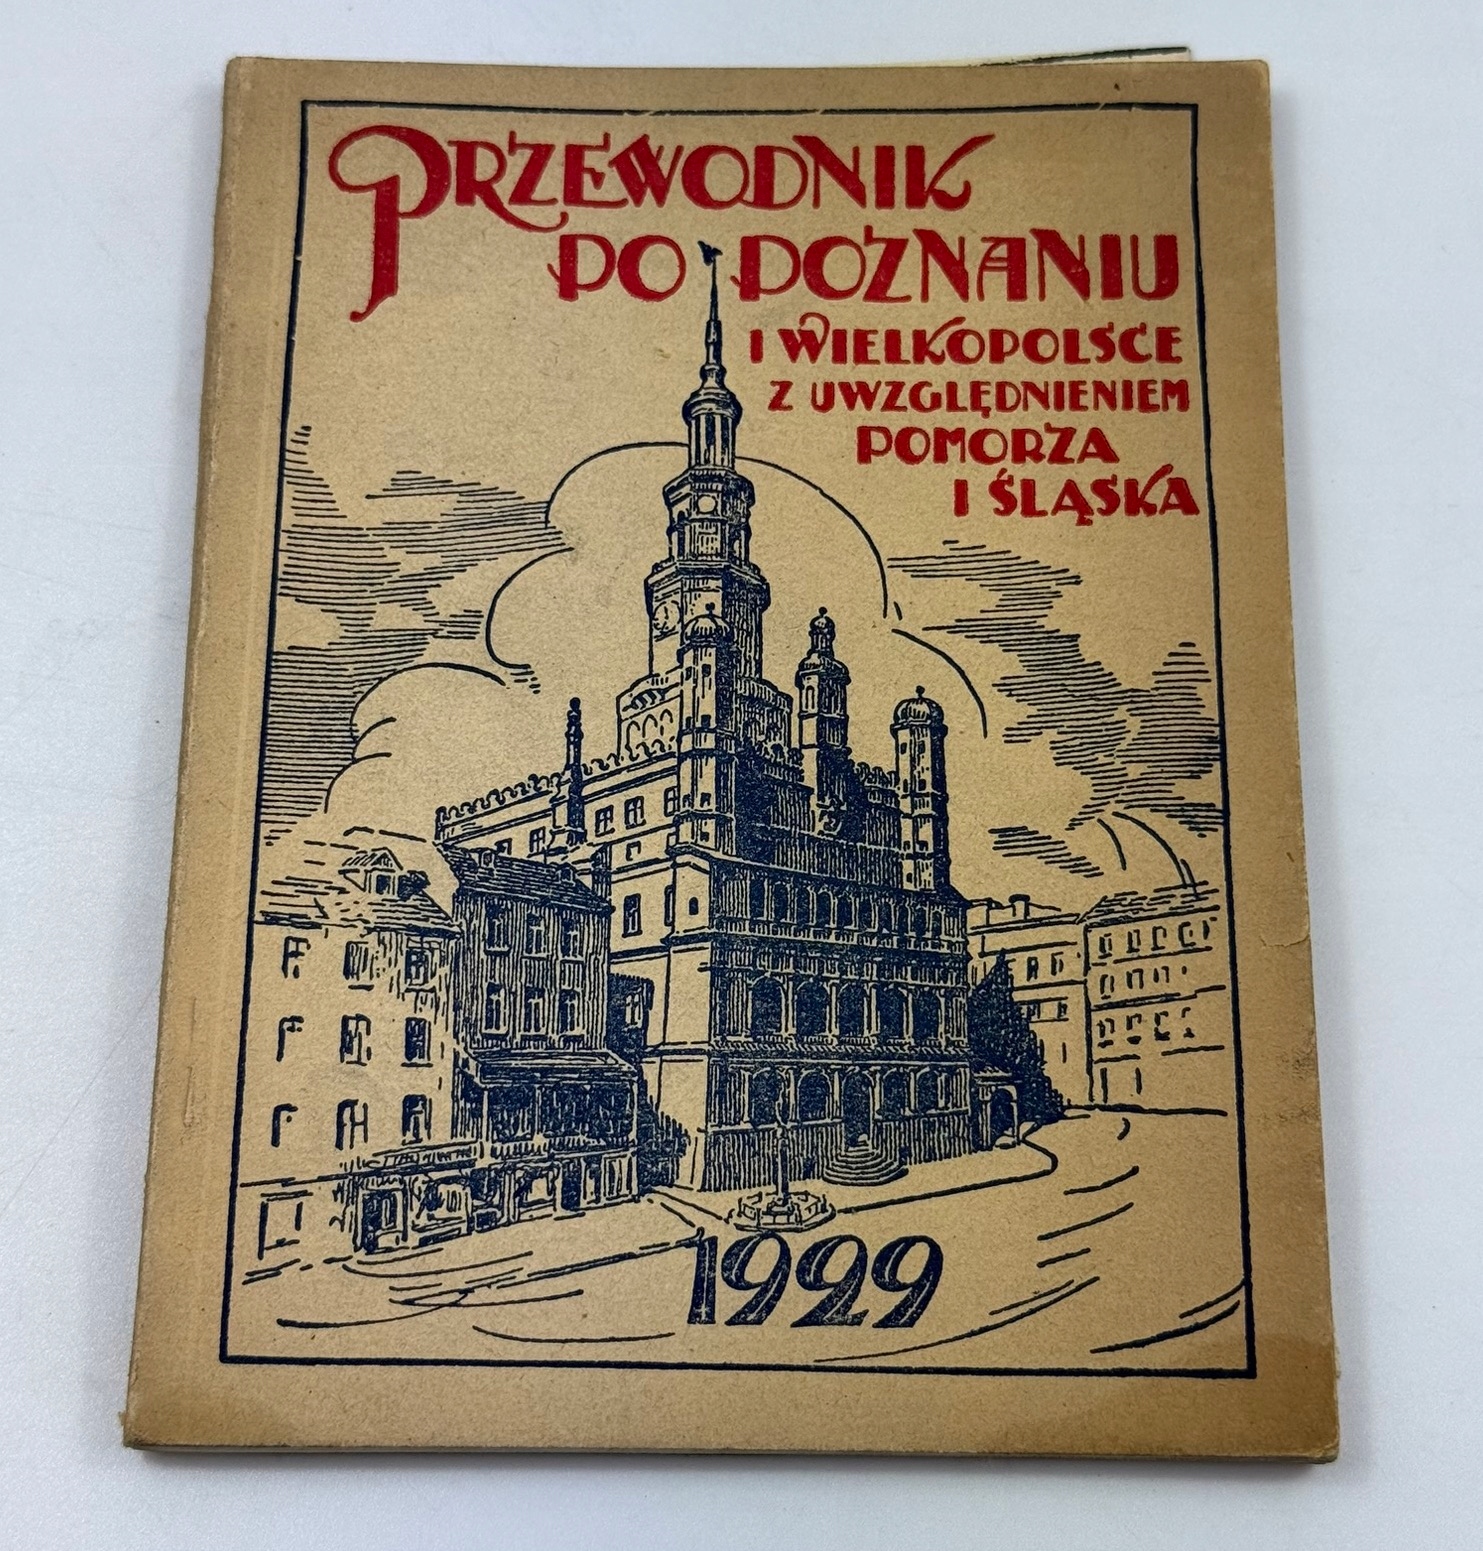 PRZEWODNIK
PO POZNANIU
I WIELKOPOLSCE
Z UWZGLĘDNIENIEM
POMORZA
I ŚLĄSKA
1929